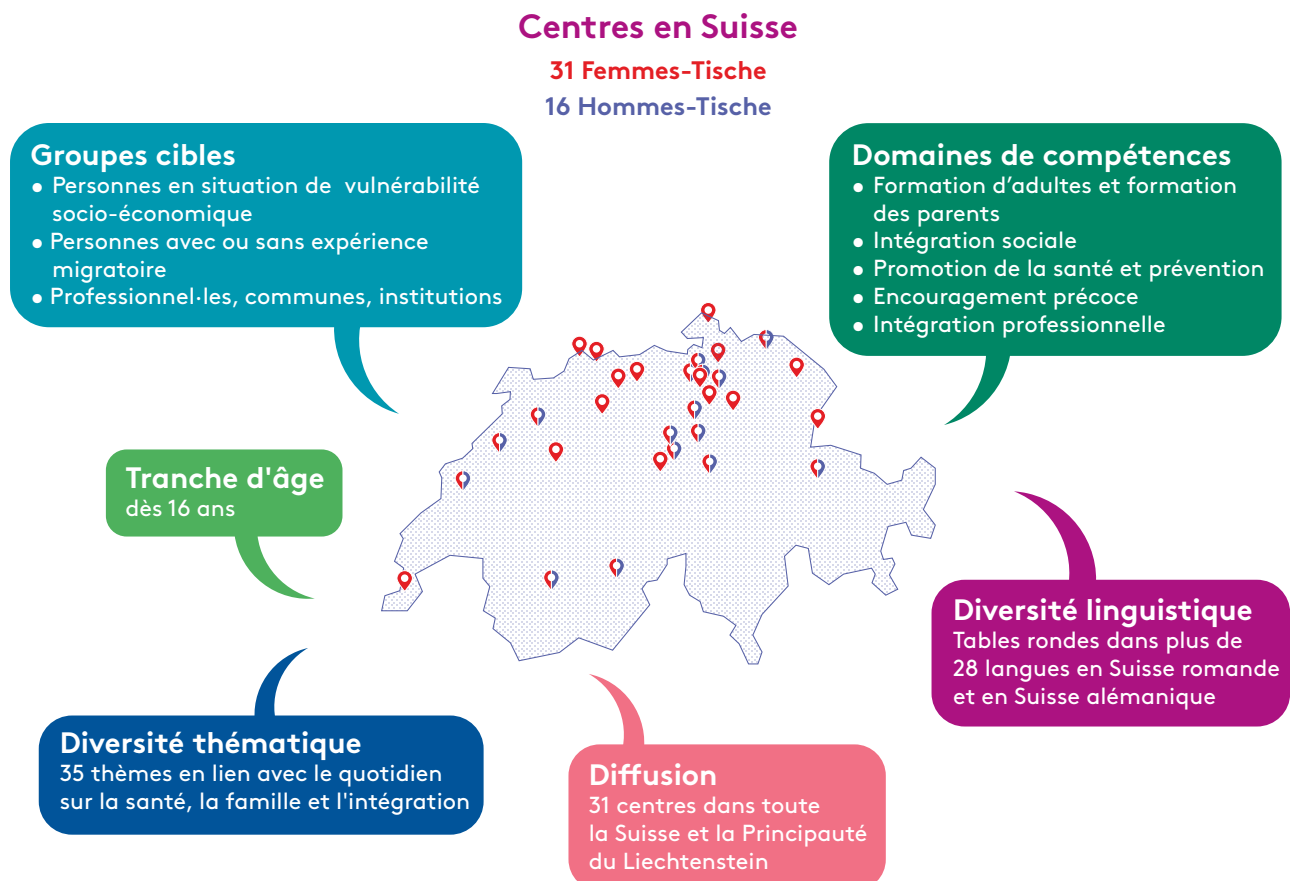 Centres en Suisse
31 Femmes-Tische
16 Hommes-Tische
Groupes cibles
• Personnes en situation de vulnérabilité
socio-économique
• Personnes avec ou sans expérience
migratoire
• Professionnel·les, communes, institutions
Domaines de compétences
• Formation d'adultes et formation
des parents
• Intégration sociale
• Promotion de la santé et prévention
• Encouragement précoce
• Intégration professionnelle
Tranche d'âge
dès 16 ans
Diversité linguistique
Tables rondes dans plus de
28 langues en Suisse romande
et en Suisse alémanique
Diversité thématique
35 thèmes en lien avec le quotidien
sur la santé, la famille et l'intégration
Diffusion
31 centres dans toute
la Suisse et la Principauté
du Liechtenstein